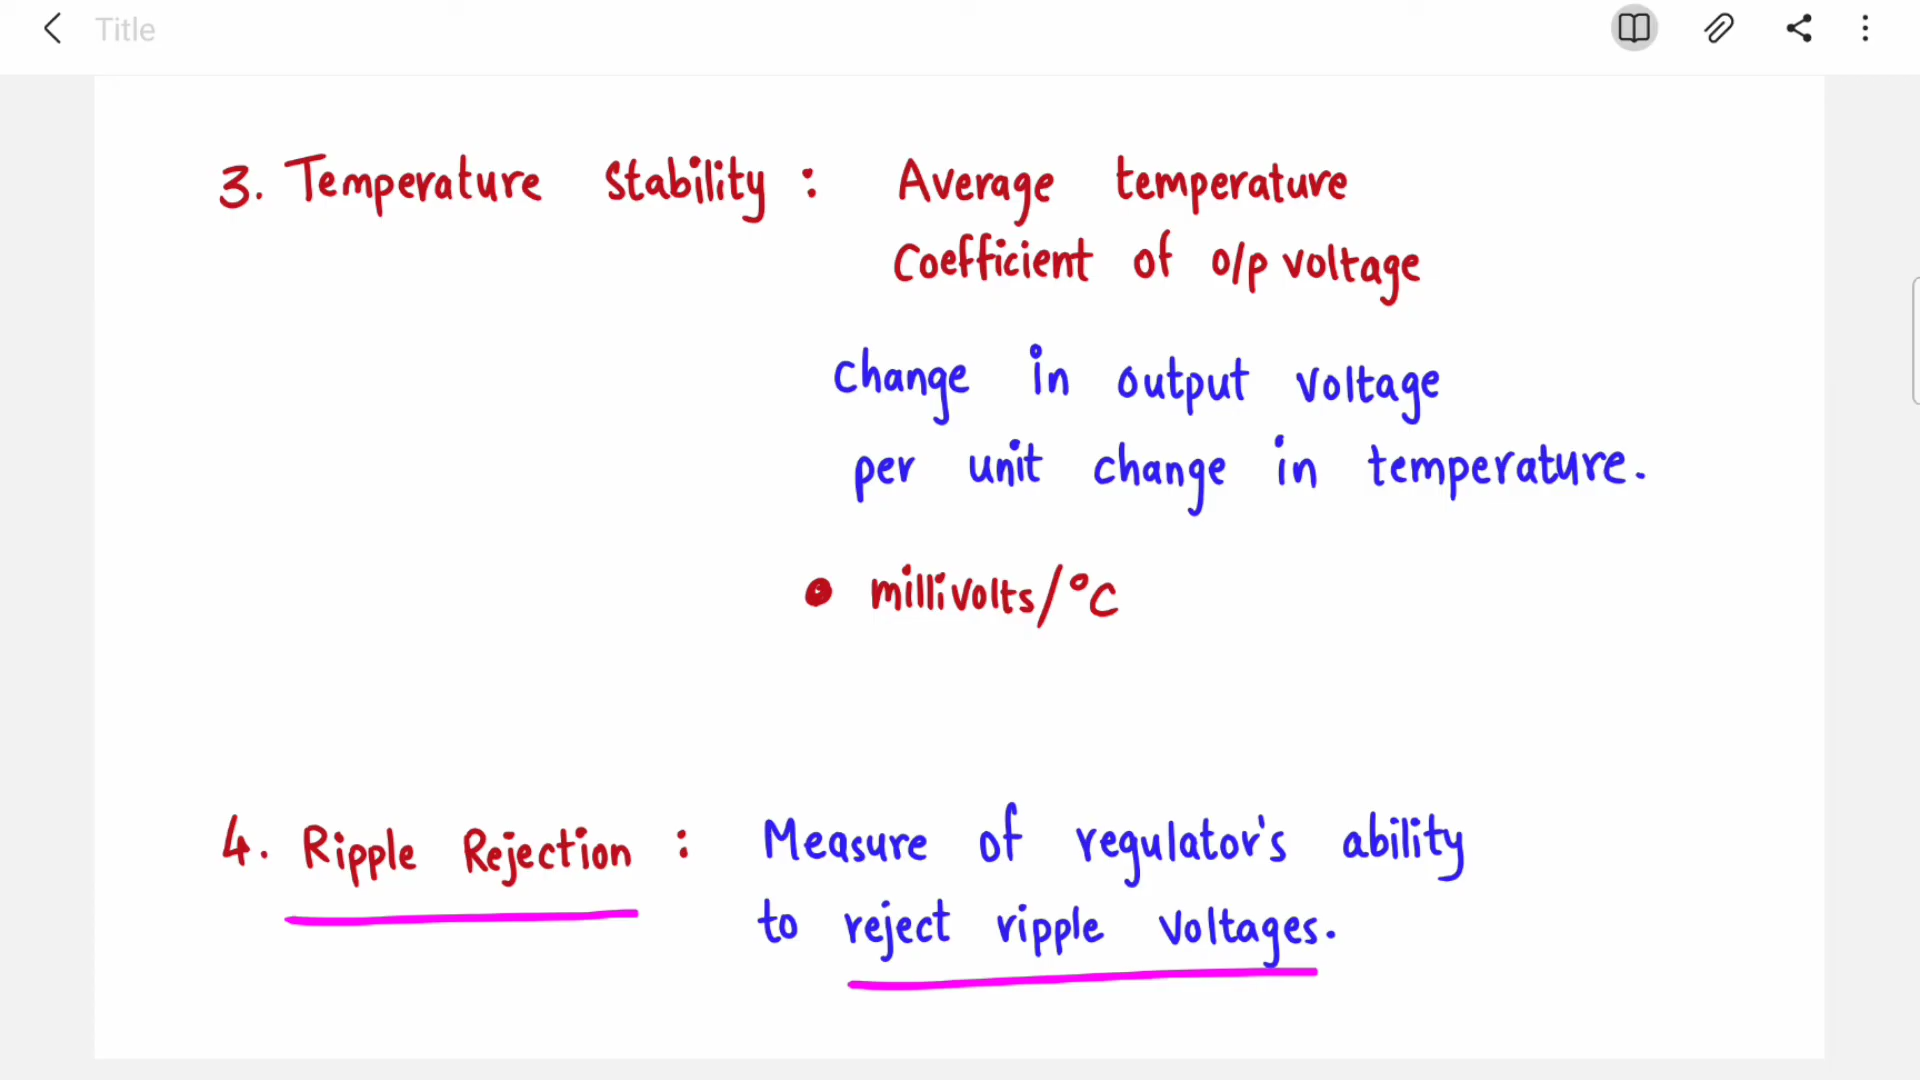 Title
3. Temperature Stability : Average temperature
Coefficient of o/p voltage
change in output voltage
per unit change in temperature.
• millivolts/°C
4. Ripple Rejection : Measure of regulator's ability
to reject ripple voltages.